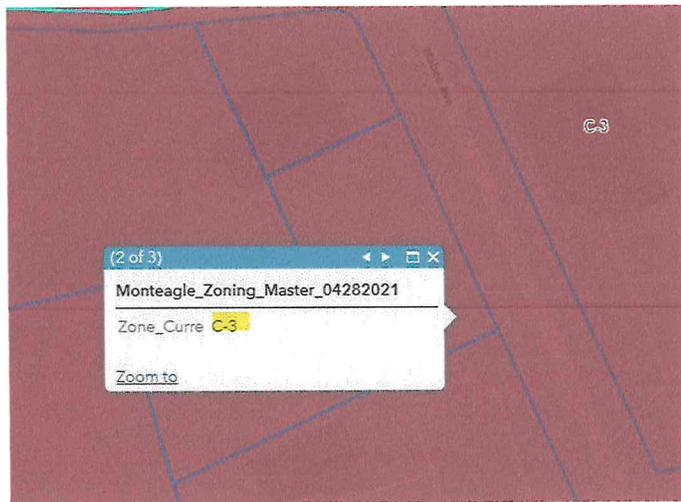 C-3
(2 of 3)
Monteagle_Zoning_Master_04282021
Zone_Curre C-3
Zoom to